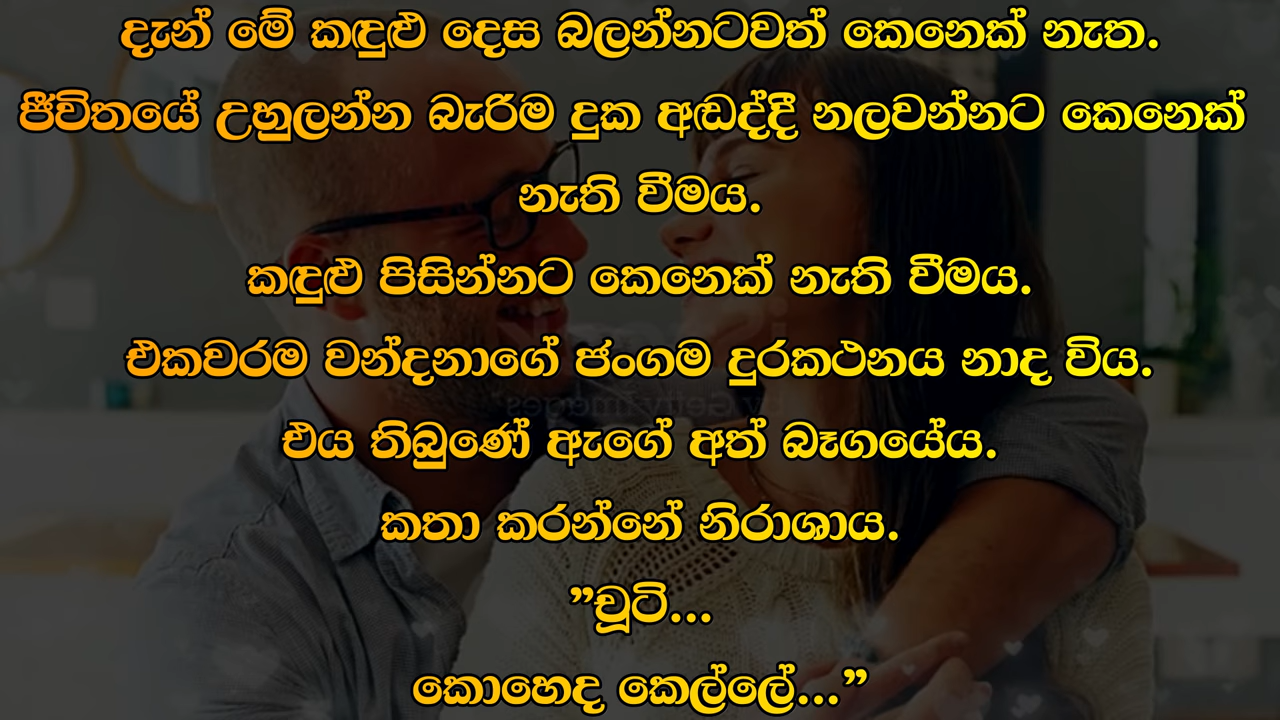 දැන් මේ කඳුළු දෙස බලන්නටවත් කෙනෙක් නැත.
ජීවිතයේ උහුලන්න බැරිම දුක අඬද්දී නලවන්නට කෙනෙක්
නැති වීමය.
කඳුළු පිසින්නට කෙනෙක් නැති වීමය.
එකවරම වන්දනාගේ ජංගම දුරකථනය නාද විය.
එය තිබුණේ ඇගේ අත් බෑගයේය.
කතා කරන්නේ නිරාශාය.
”චූටි...
කොහෙද කෙල්ලේ...”